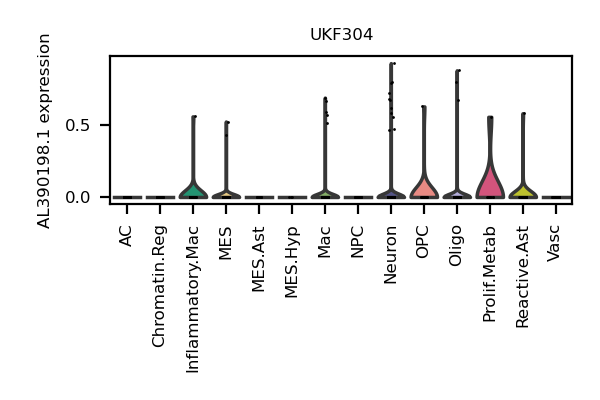 UKF304
AL390198.1 expression
0.5
0.0
AC
Chromatin.Reg
Inflammatory.Mac
MES
MES.Ast
MES.Hyp
Mac
NPC
Neuron
OPC
Oligo
Prolif.Metab
Reactive.Ast
Vasc